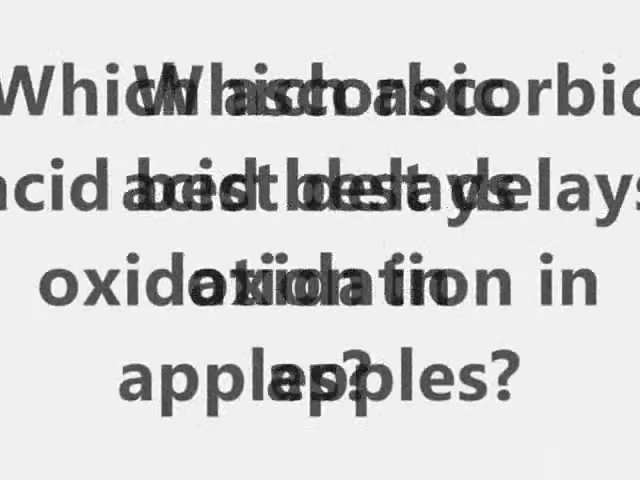 Which ascorbic
acid best delays
oxidation in
apples?